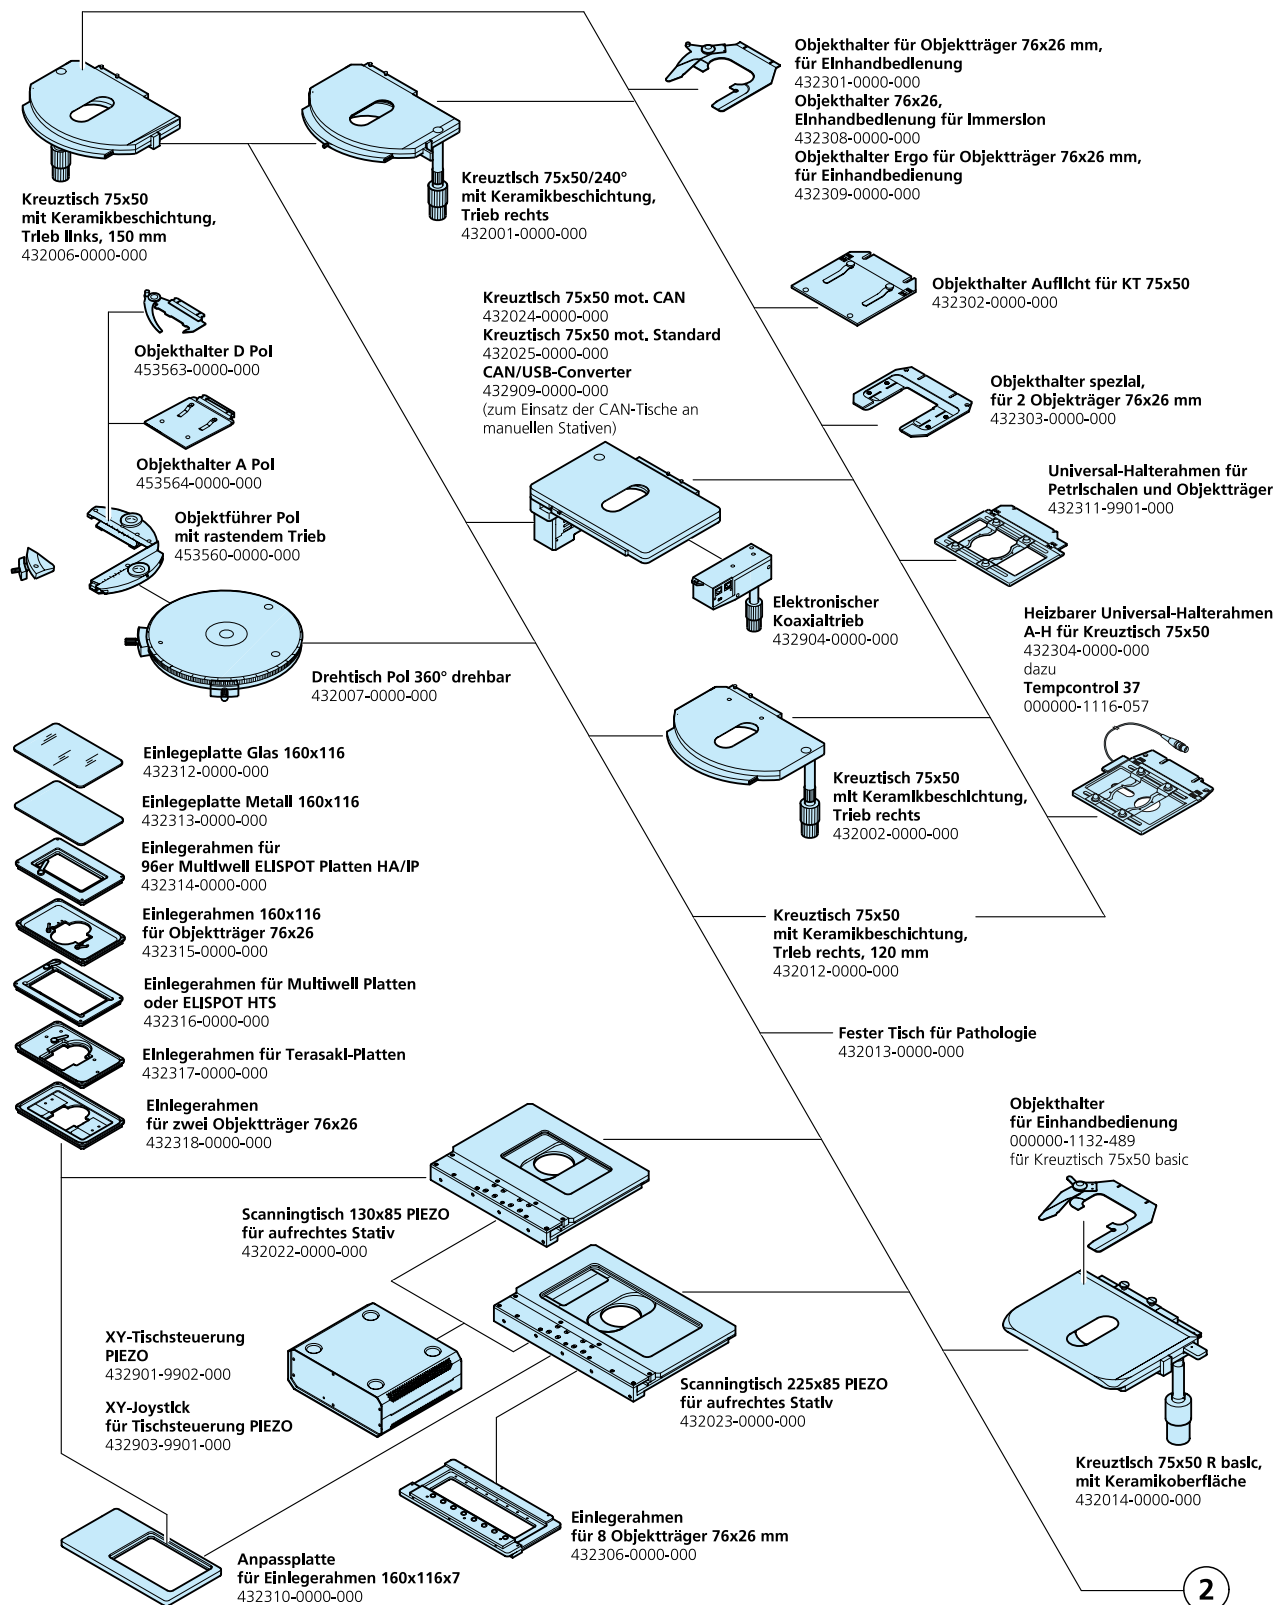 Objekthalter für Objektträger 76x26 mm,
für Einhandbedienung
432301-0000-000
Objekthalter 76x26,
Einhandbedienung für Immersion
432308-0000-000
Objekthalter Ergo für Objektträger 76x26 mm,
für Einhandbedienung
432309-0000-000
Kreuztisch 75x50
mit Keramikbeschichtung,
Trieb links, 150 mm
432006-0000-000
Kreuztisch 75x50/240°
mit Keramikbeschichtung,
Trieb rechts
432001-0000-000
Objekthalter Auflicht für KT 75x50
432302-0000-000
Kreuztisch 75x50 mot. CAN
432024-0000-000
Kreuztisch 75x50 mot. Standard
432025-0000-000
CAN/USB-Converter
432909-0000-000
(zum Einsatz der CAN-Tische an
manuellen Stativen)
Objekthalter D Pol
453563-0000-000
Objekthalter spezial,
für 2 Objekträger 76x26 mm
432303-0000-000
Objekthalter A Pol
453564-0000-000
Universal-Halterahmen für
Petrischalen und Objektträger
432311-9901-000
Objektführer Pol
mit rastendem Trieb
453560-0000-000
Elektronischer
Koaxialtrieb
432904-0000-000
Heizbarer Universal-Halterahmen
A-H für Kreuztisch 75x50
432304-0000-000
dazu
Tempcontrol 37
000000-1116-057
Drehtisch Pol 360° drehbar
432007-0000-000
Einlegeplatte Glas 160x116
432312-0000-000
Einlegeplatte Metall 160x116
432313-0000-000
Einlegerahmen für
96er Multiwell ELISPOT Platten HA/IP
432314-0000-000
Einlegerahmen 160x116
für Objektträger 76x26
432315-0000-000
Einlegerahmen für Multiwell Platten
oder ELISPOT HTS
432316-0000-000
Einlegerahmen für Terasaki-Platten
432317-0000-000
Einlegerahmen
für zwei Objektträger 76x26
432318-0000-000
Kreuztisch 75x50
mit Keramikbeschichtung,
Trieb rechts
432002-0000-000
Kreuztisch 75x50
mit Keramikbeschichtung,
Trieb rechts, 120 mm
432012-0000-000
Fester Tisch für Pathologie
432013-0000-000
Objekthalter
für Einhandbedienung
000000-1132-489
für Kreuztisch 75x50 basic
Scanningtisch 130x85 PIEZO
für aufrechtes Stativ
432022-0000-000
XY-Tischsteuerung
PIEZO
432901-9902-000
XY-Joystick
für Tischsteuerung PIEZO
432903-9901-000
Scanningtisch 225x85 PIEZO
für aufrechtes Stativ
432023-0000-000
Kreuztisch 75x50 R basic,
mit Keramikoberfläche
432014-0000-000
Einlegerahmen
für 8 Objektträger 76x26 mm
432306-0000-000
Anpassplatte
für Einlegerahmen 160x116x7
432310-0000-000
2